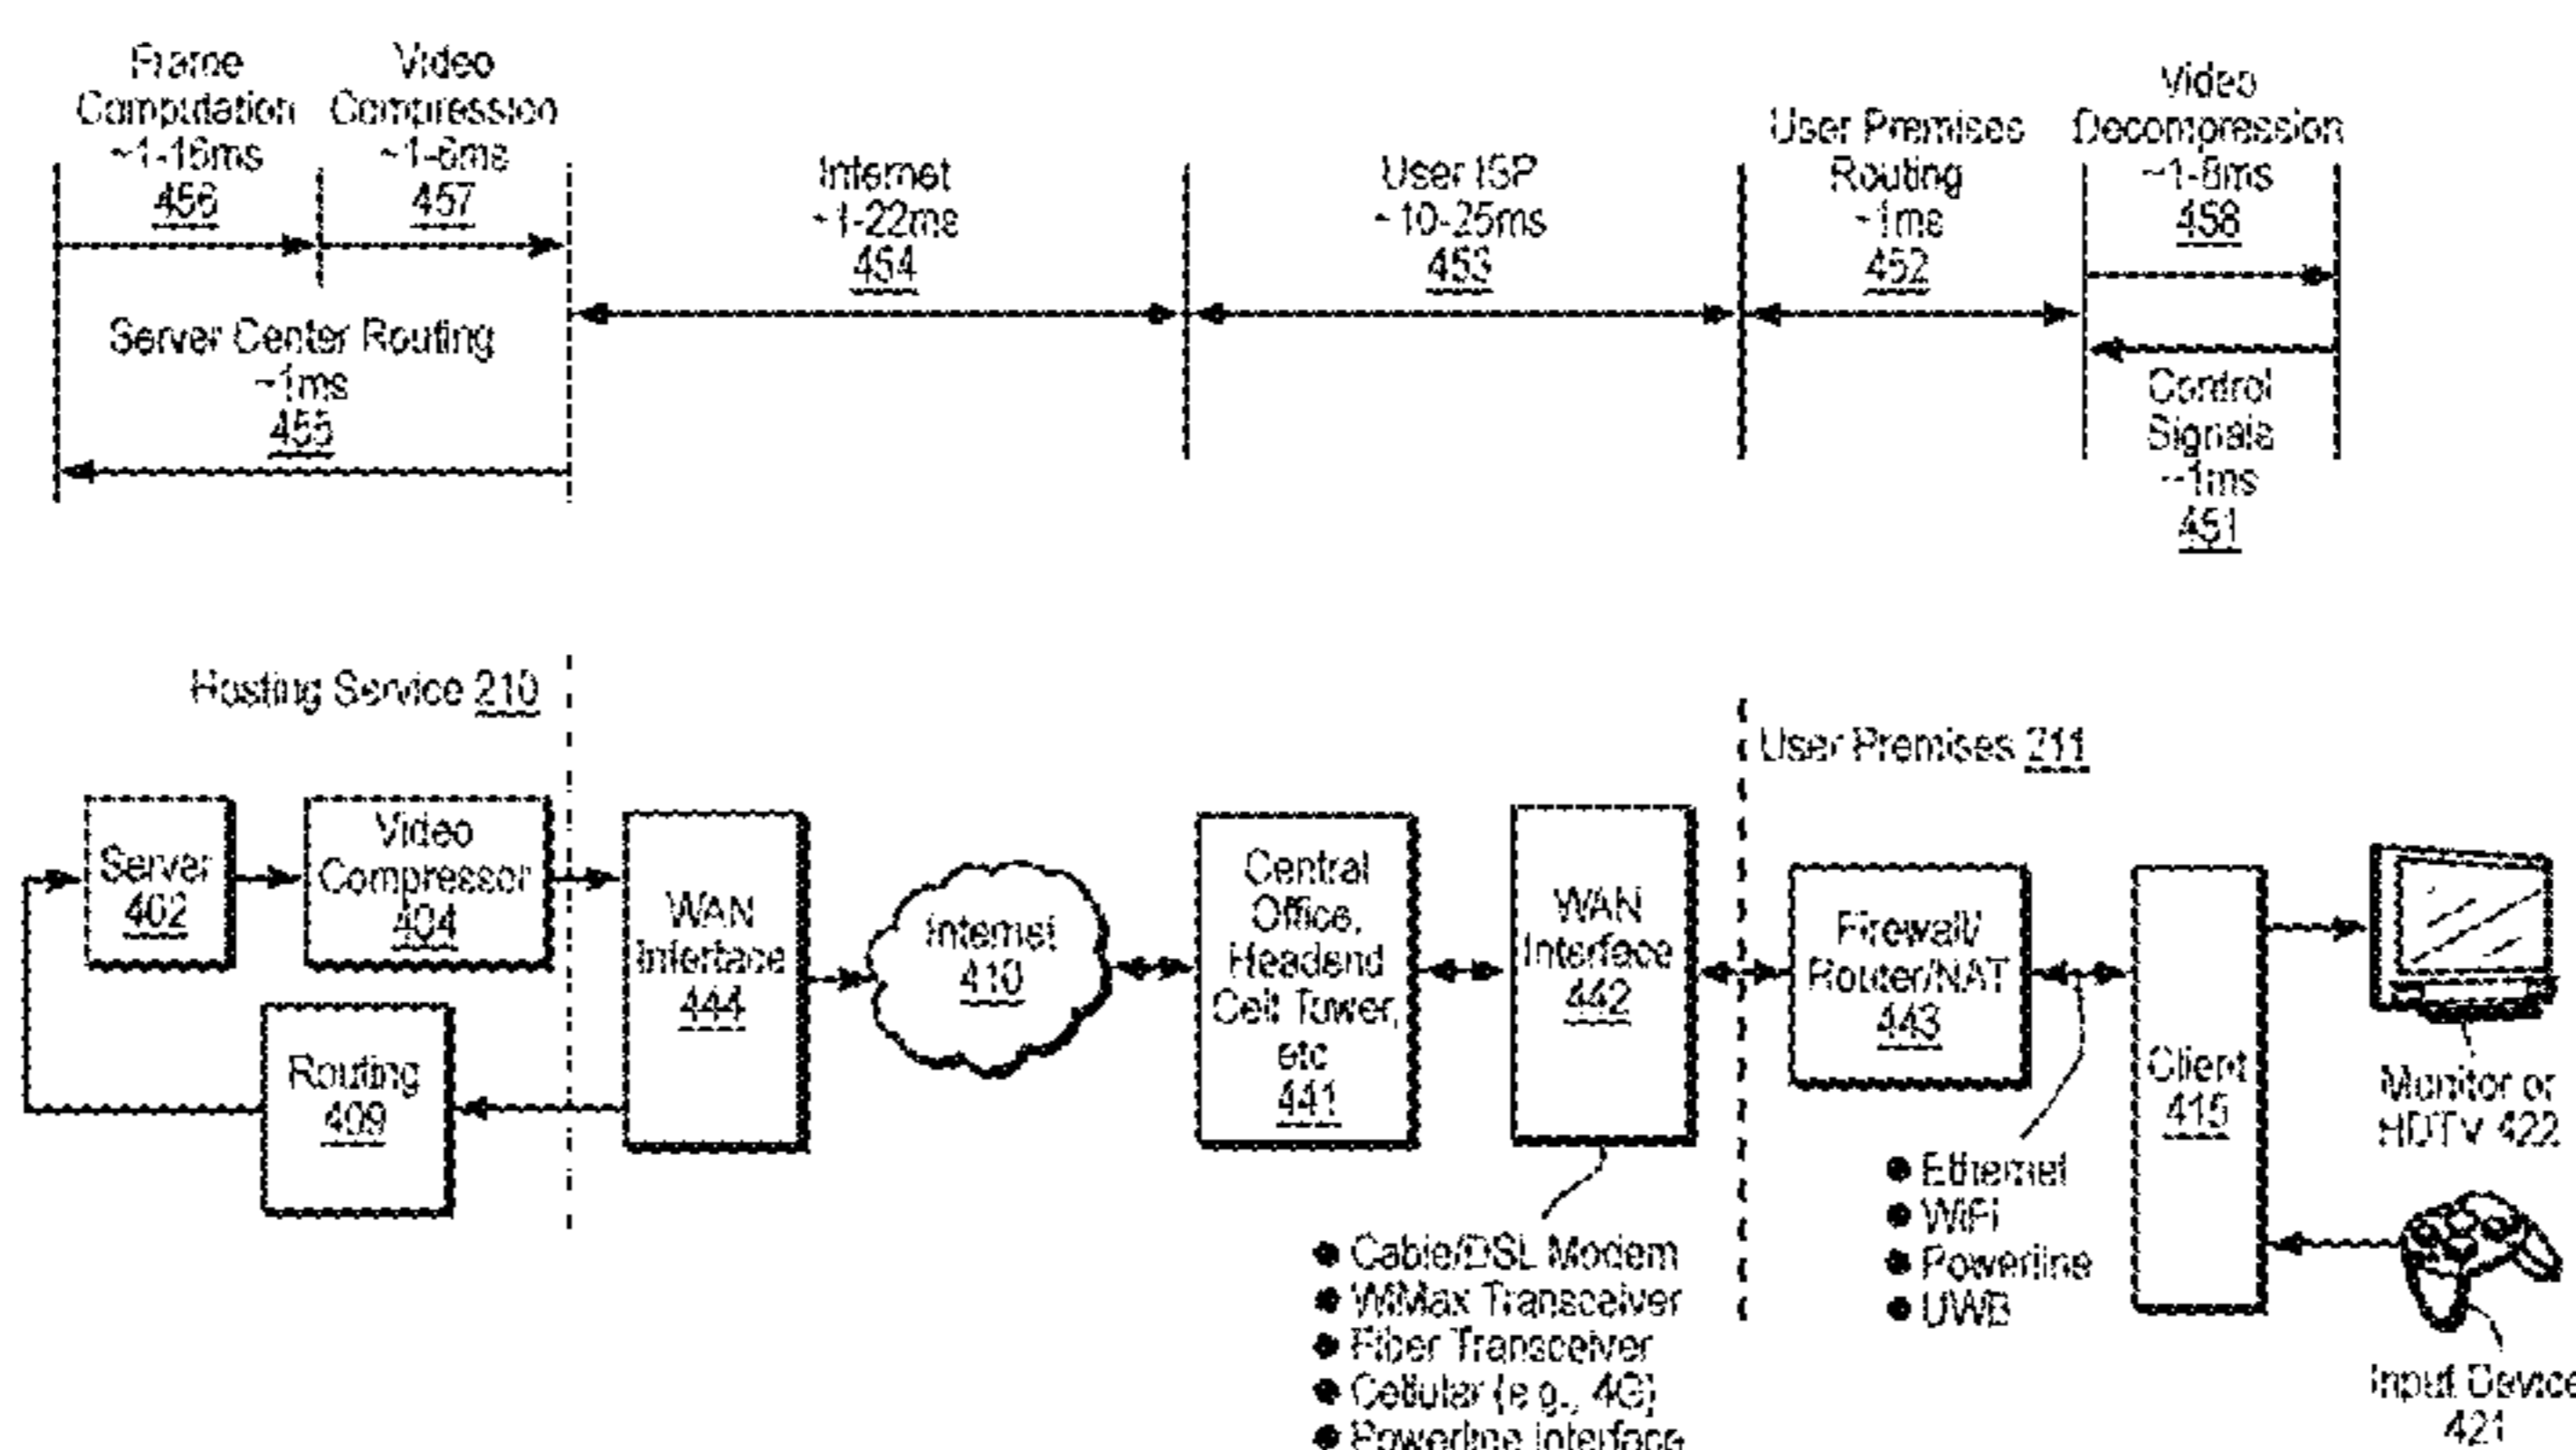 Frame
Computation
~1-16ms
456
Video
Compression
~1-6ms
457
Internet
~1-22ms
454
User ISP
~10-25ms
453
User Premises
Routing
~1ms
452
Video
Decompression
~1-8ms
458
Server Center Routing
~1ms
455
Control
Signals
~1ms
451
Hosting Service 210
User Premises 211
Server
402
Video
Compressor
404
Routing
409
WAN
Interface
444
Internet
410
Central
Office,
Headend
Cell Tower,
etc
441
WAN
Interface
442
Firewall/
Router/NAT
443
Client
415
Monitor or
HDTV 422
• Ethernet
• WiFi
• Powerline
• UWB
• Cable/DSL Modem
• WiMax Transceiver
• Fiber Transceiver
• Cellular (e.g., 4G)
• Powerline Interface
Input Device
421